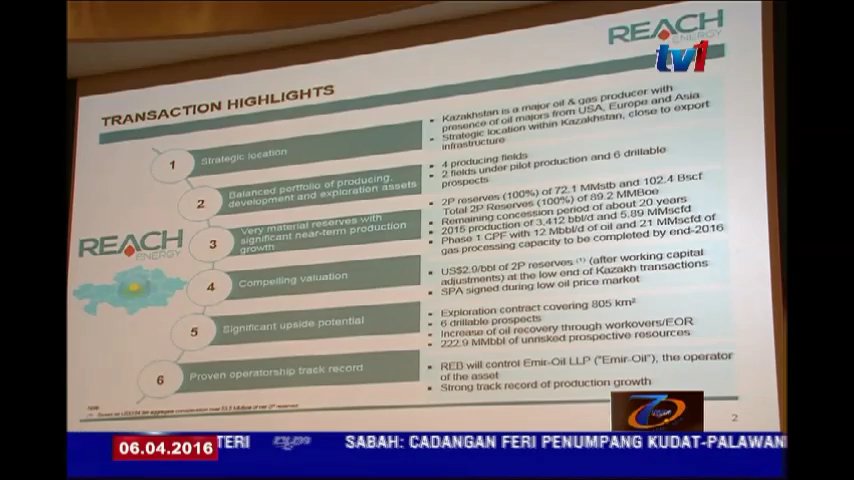 REACH
ENERGY
tv1
TRANSACTION HIGHLIGHTS
1 Strategic location
▪ Kazakhstan is a major oil & gas producer with
presence of oil majors from USA, Europe and Asia
▪ Strategic location within Kazakhstan, close to export
infrastructure
2 Balanced portfolio of producing,
development and exploration assets
▪ 4 producing fields
▪ 2 fields under pilot production and 6 drillable
prospects
3 Very material reserves with
significant near-term production
growth
▪ 2P reserves (100%) of 72.1 MMstb and 102.4 Bscf
Total 2P Reserves (100%) of 89.2 MMBoe
▪ Remaining concession period of about 20 years
▪ 2015 production of 3,412 bbl/d and 5.89 MMscfd
▪ Phase 1 CPF with 12 Mbbl/d of oil and 21 MMscfd of
gas processing capacity to be completed by end-2016
REACH
ENERGY
4 Compelling valuation
▪ US$2.9/bbl of 2P reserves (1) (after working capital
adjustments) at the low end of Kazakh transactions
▪ SPA signed during low oil price market
5 Significant upside potential
▪ Exploration contract covering 805 km²
▪ 6 drillable prospects
▪ Increase of oil recovery through workovers/EOR
▪ 222.9 MMbbl of unrisked prospective resources
6 Proven operatorship track record
▪ REB will control Emir-Oil LLP ("Emir-Oil"), the operator
of the asset
▪ Strong track record of production growth
2
06.04.2016
TERI
SABAH: CADANGAN FERI PENUMPANG KUDAT-PALAWAN